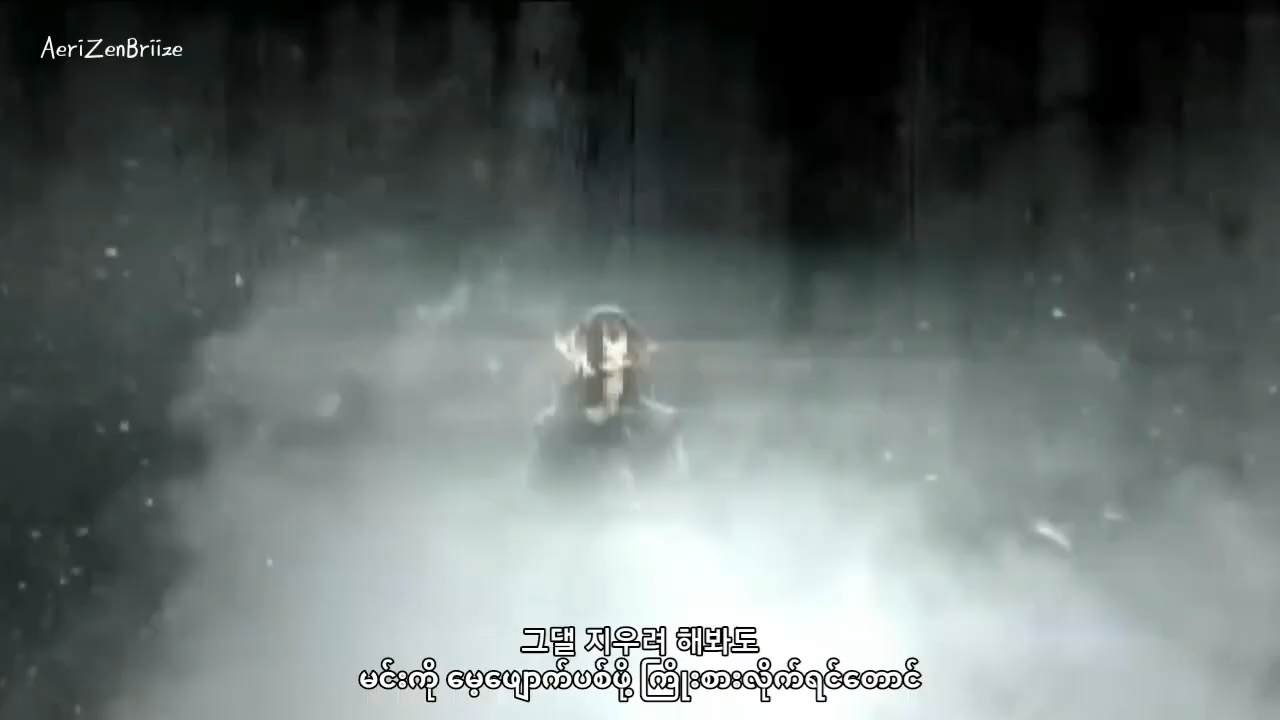 AeriZenBriize
그댈 지우려 해봐도
မင်းကို မေ့ဖျောက်ပစ်ဖို့ ကြိုးစားလိုက်ရင်တောင်